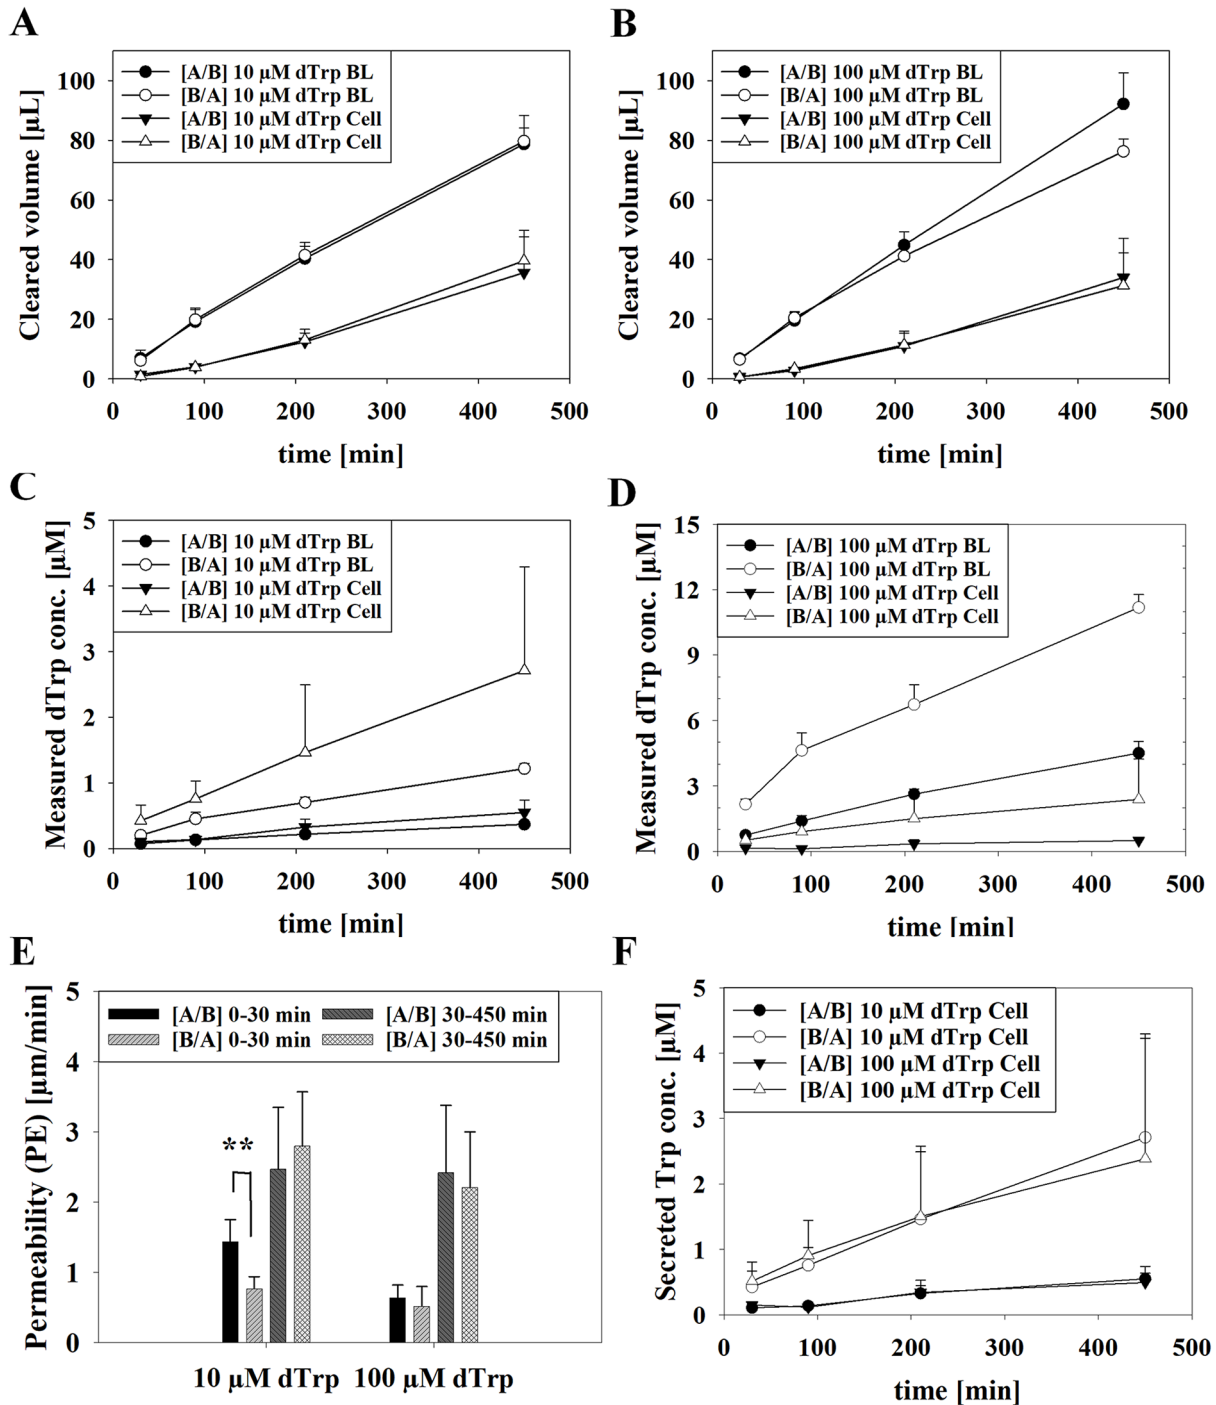 A
Cleared volume [µL]
100
80
60
40
20
0
[A/B] 10 µM dTrp BL
[B/A] 10 µM dTrp BL
[A/B] 10 µM dTrp Cell
[B/A] 10 µM dTrp Cell
0 100 200 300 400 500
time [min]
B
Cleared volume [µL]
100
80
60
40
20
0
[A/B] 100 µM dTrp BL
[B/A] 100 µM dTrp BL
[A/B] 100 µM dTrp Cell
[B/A] 100 µM dTrp Cell
0 100 200 300 400 500
time [min]
C
Measured dTrp conc. [µM]
5
4
3
2
1
0
[A/B] 10 µM dTrp BL
[B/A] 10 µM dTrp BL
[A/B] 10 µM dTrp Cell
[B/A] 10 µM dTrp Cell
0 100 200 300 400 500
time [min]
D
Measured dTrp conc. [µM]
15
12
9
6
3
0
[A/B] 100 µM dTrp BL
[B/A] 100 µM dTrp BL
[A/B] 100 µM dTrp Cell
[B/A] 100 µM dTrp Cell
0 100 200 300 400 500
time [min]
E
Permeability (PE) [µm/min]
5
4
3
2
1
0
[A/B] 0-30 min [A/B] 30-450 min
[B/A] 0-30 min [B/A] 30-450 min
**
10 µM dTrp 100 µM dTrp
F
Secreted Trp conc. [µM]
5
4
3
2
1
0
[A/B] 10 µM dTrp Cell
[B/A] 10 µM dTrp Cell
[A/B] 100 µM dTrp Cell
[B/A] 100 µM dTrp Cell
0 100 200 300 400 500
time [min]